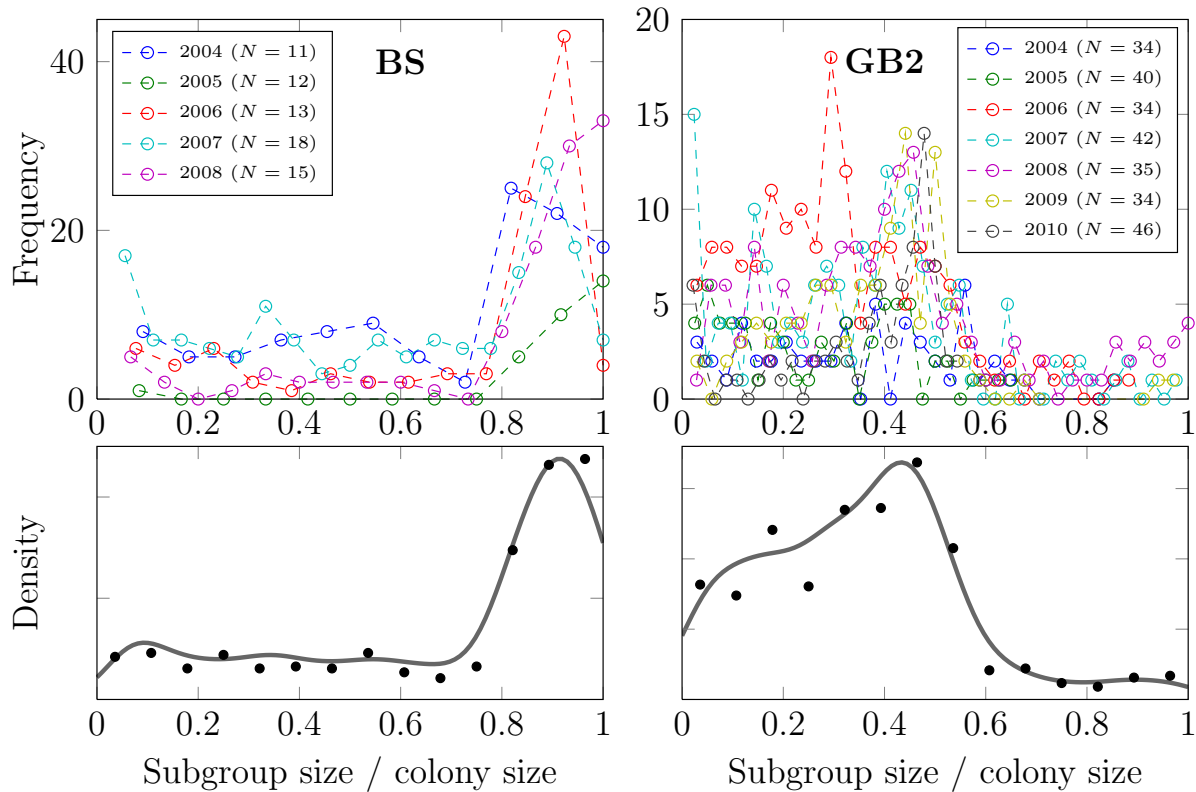 BS
GB2
2004 (N = 11)
2005 (N = 12)
2006 (N = 13)
2007 (N = 18)
2008 (N = 15)
2004 (N = 34)
2005 (N = 40)
2006 (N = 34)
2007 (N = 42)
2008 (N = 35)
2009 (N = 34)
2010 (N = 46)
Frequency
40
20
0
20
15
10
5
0
0 0.2 0.4 0.6 0.8 1
0 0.2 0.4 0.6 0.8 1
Density
0 0.2 0.4 0.6 0.8 1
0 0.2 0.4 0.6 0.8 1
Subgroup size / colony size
Subgroup size / colony size